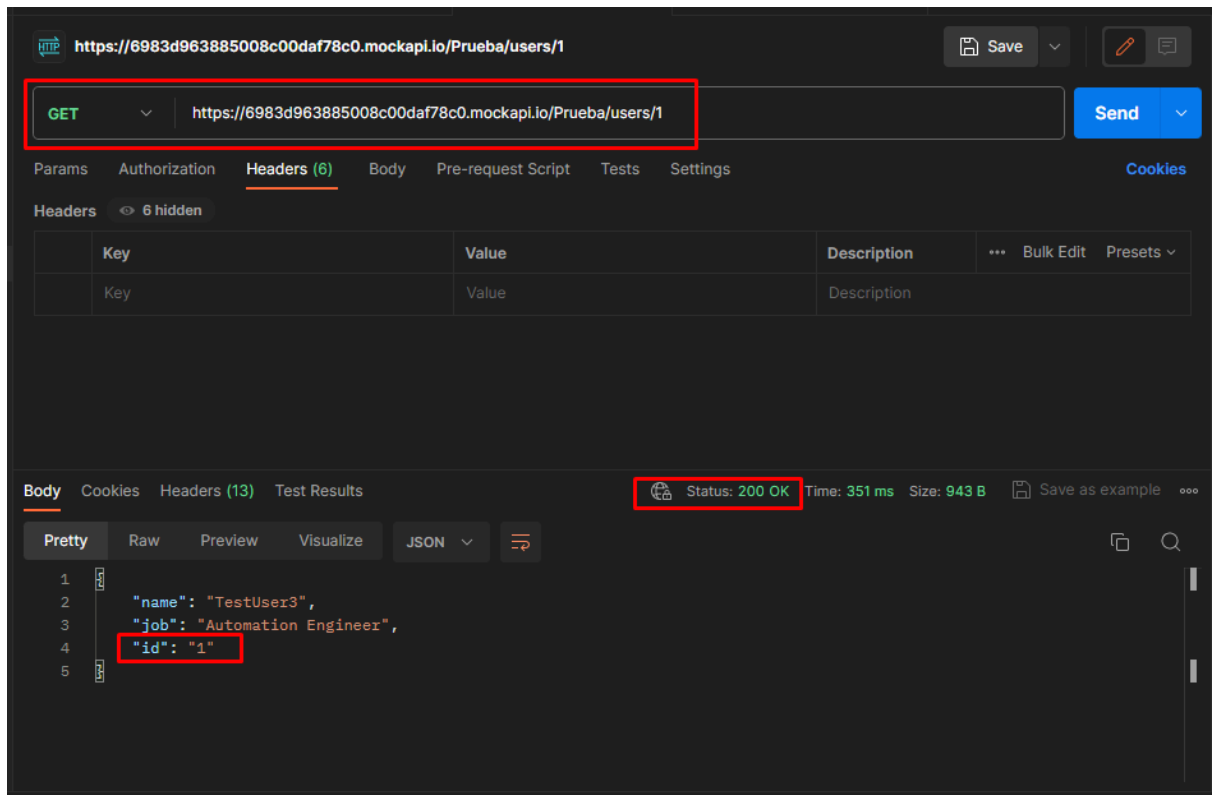 HTTP https://6983d963885008c00daf78c0.mockapi.io/Prueba/users/1 Save
GET https://6983d963885008c00daf78c0.mockapi.io/Prueba/users/1 Send
Params Authorization Headers (6) Body Pre-request Script Tests Settings Cookies
Headers 6 hidden
Key Value Description Bulk Edit Presets
Key Value Description
Body Cookies Headers (13) Test Results Status: 200 OK Time: 351 ms Size: 943 B Save as example
Pretty Raw Preview Visualize JSON
1 {
2 "name": "TestUser3",
3 "job": "Automation Engineer",
4 "id": "1"
5 }